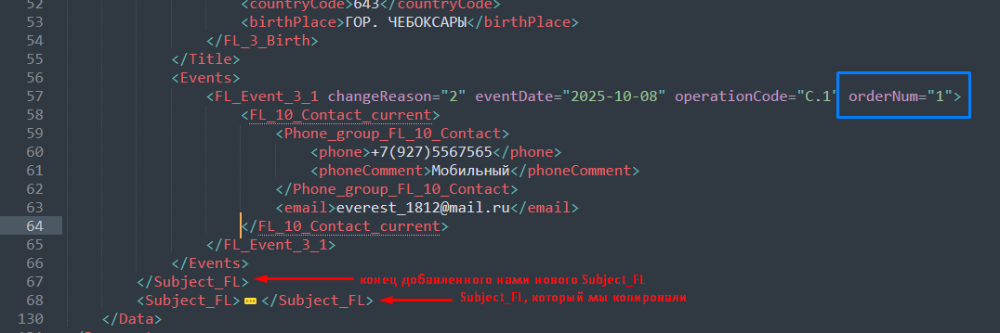 52 <countryCode>643</countryCode>
53 <birthPlace>ГОР. ЧЕБОКСАРЫ</birthPlace>
54 </FL_3_Birth>
55 </Title>
56 <Events>
57 <FL_Event_3_1 changeReason="2" eventDate="2025-10-08" operationCode="C.1" orderNum="1">
58 <FL_10_Contact_current>
59 <Phone_group_FL_10_Contact>
60 <phone>+7(927)5567565</phone>
61 <phoneComment>Мобильный</phoneComment>
62 </Phone_group_FL_10_Contact>
63 <email>everest_1812@mail.ru</email>
64 </FL_10_Contact_current>
65 </FL_Event_3_1>
66 </Events>
67 </Subject_FL> конец добавленного нами нового Subject_FL
68 <Subject_FL>…</Subject_FL> Subject_FL, который мы копировали
130 </Data>